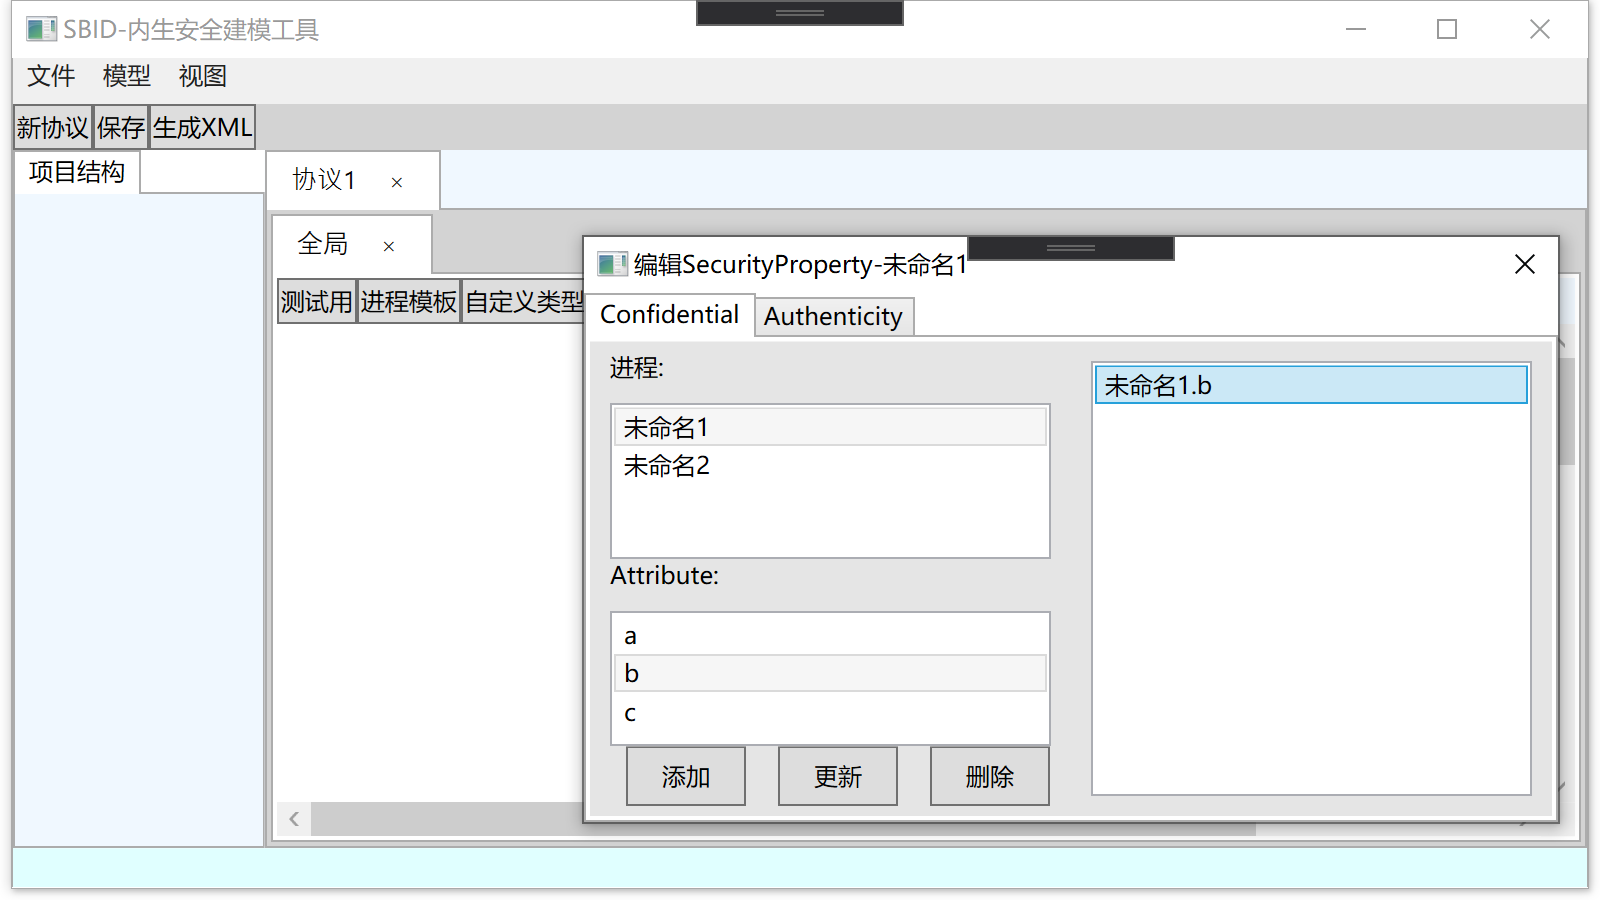 SBID-内生安全建模工具
文件 模型 视图
新协议 保存 生成XML
项目结构
协议1 ×
全局 ×
测试用 进程模板 自定义类型
编辑SecurityProperty-未命名1
Confidential Authenticity
进程:
未命名1
未命名2
Attribute:
a
b
c
添加 更新 删除
未命名1.b